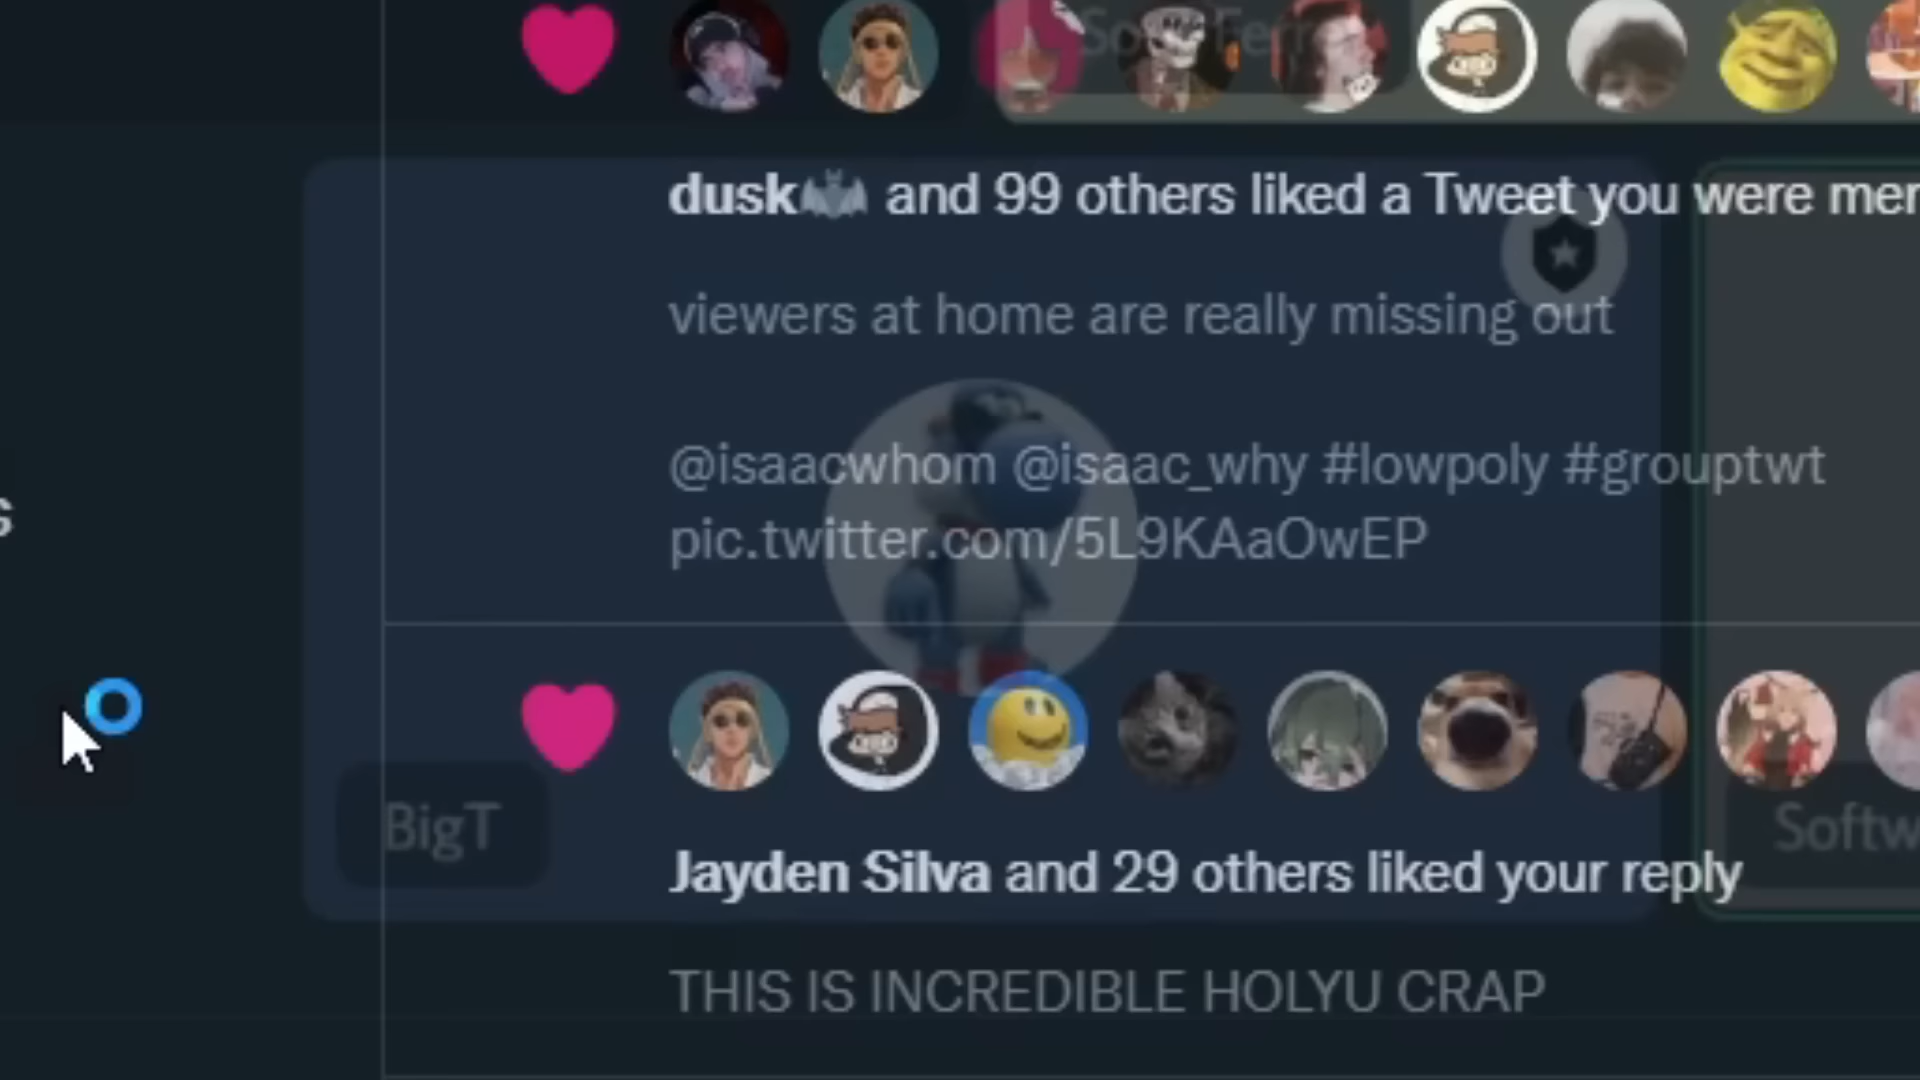 dusk🦇 and 99 others liked a Tweet you were mer
viewers at home are really missing out
@isaacwhom @isaac_why #lowpoly #grouptwt
pic.twitter.com/5L9KAaOwEP
s
BigT
Softw
Jayden Silva and 29 others liked your reply
THIS IS INCREDIBLE HOLYU CRAP